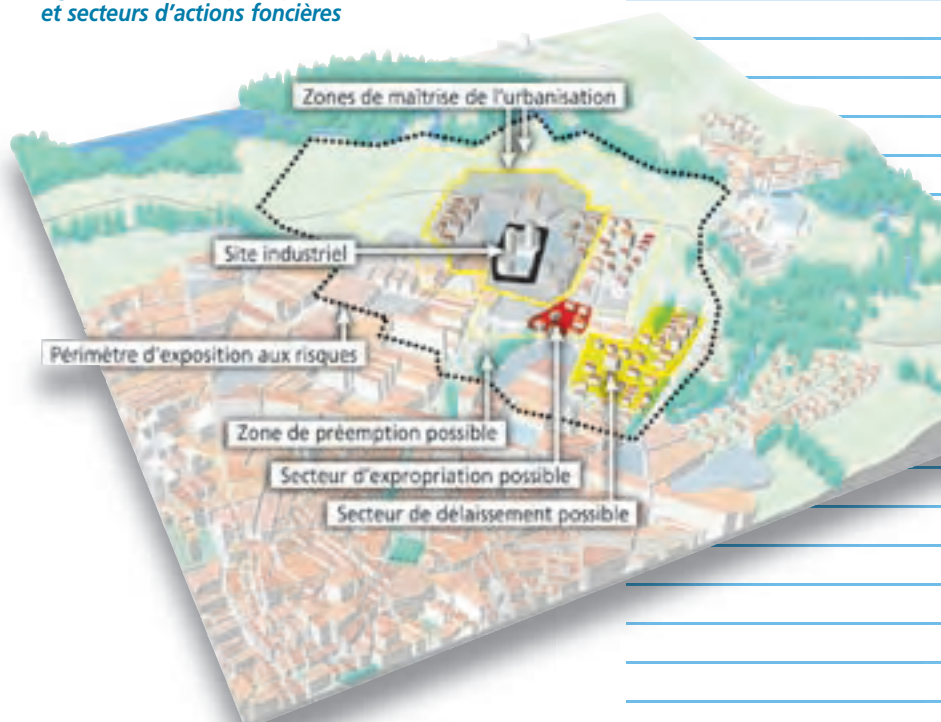 et secteurs d'actions foncières
Zones de maîtrise de l'urbanisation
Site industriel
Périmètre d'exposition aux risques
Zone de préemption possible
Secteur d'expropriation possible
Secteur de délaissement possible